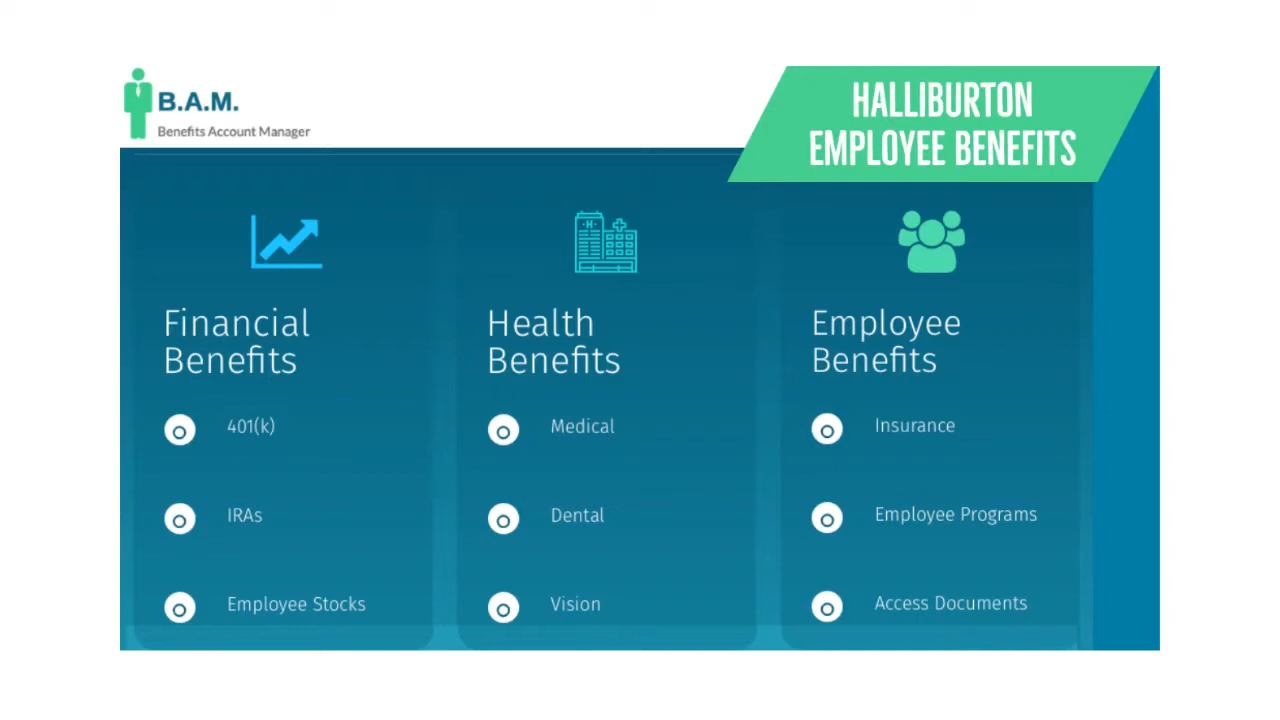 B.A.M.
Benefits Account Manager
HALLIBURTON
EMPLOYEE BENEFITS
Financial
Benefits
401(k)
IRAs
Employee Stocks
H
Health
Benefits
Medical
Dental
Vision
Employee
Benefits
Insurance
Employee Programs
Access Documents